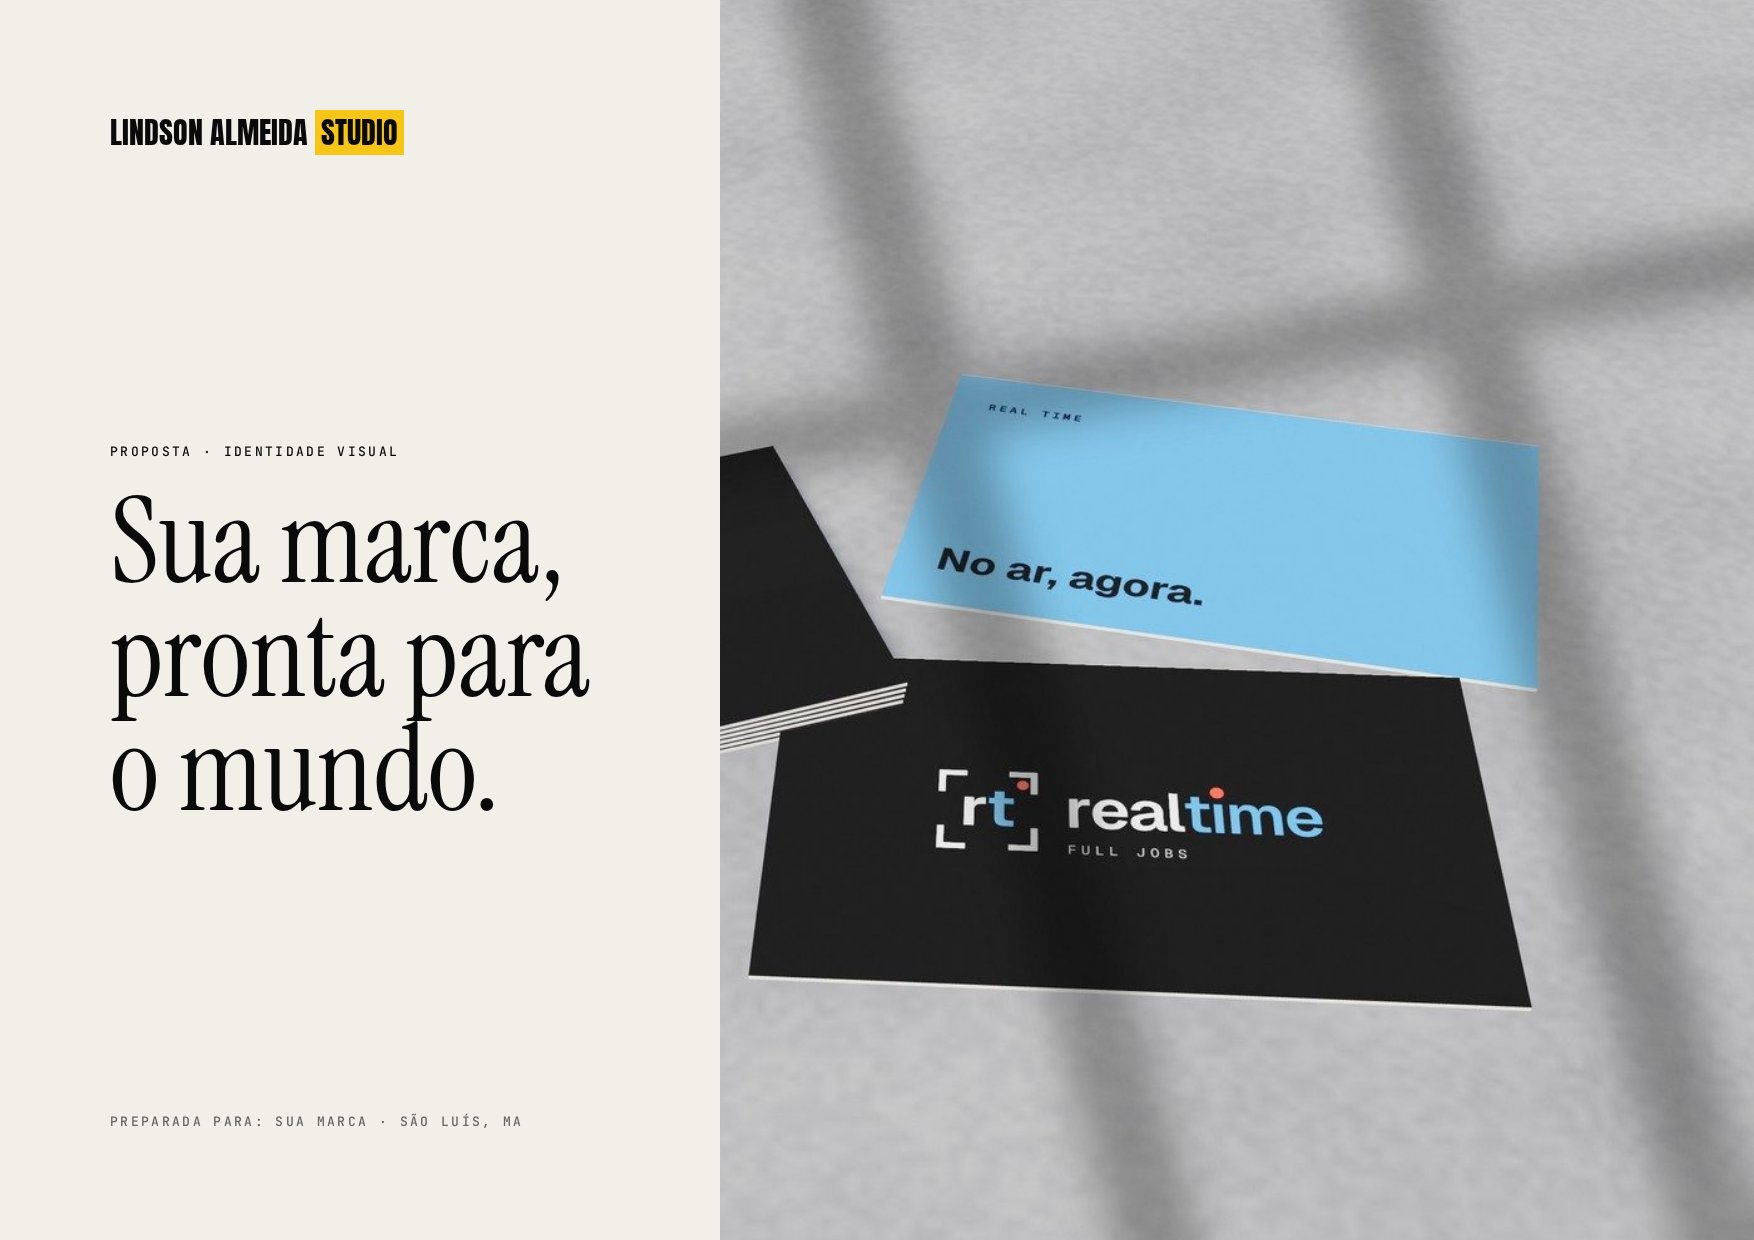 LINDSON ALMEIDA STUDIO
PROPOSTA · IDENTIDADE VISUAL
Sua marca,
pronta para
o mundo.
PREPARADA PARA: SUA MARCA · SÃO LUÍS, MA
REAL TIME
No ar, agora.
rt realtime
FULL JOBS